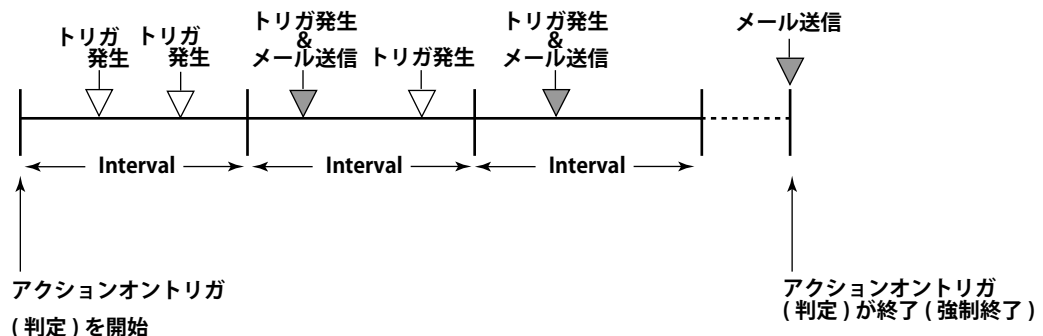 トリガ
発生
トリガ
発生
トリガ発生
&
メール送信
トリガ発生
トリガ発生
&
メール送信
メール送信
Interval
Interval
Interval
アクションオントリガ
( 判定 ) を開始
アクションオントリガ
( 判定 ) が終了 ( 強制終了 )